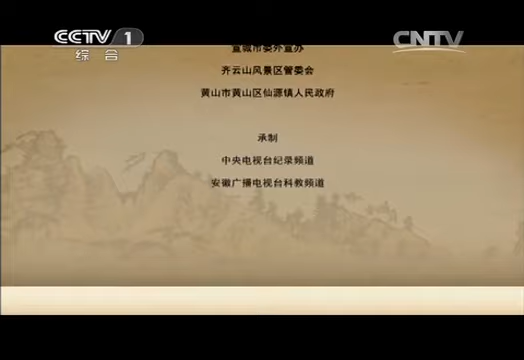 CCTV 1
综合
CNTV
宣城市委外宣办
齐云山风景区管委会
黄山市黄山区仙源镇人民政府
承制
中央电视台纪录频道
安徽广播电视台科教频道